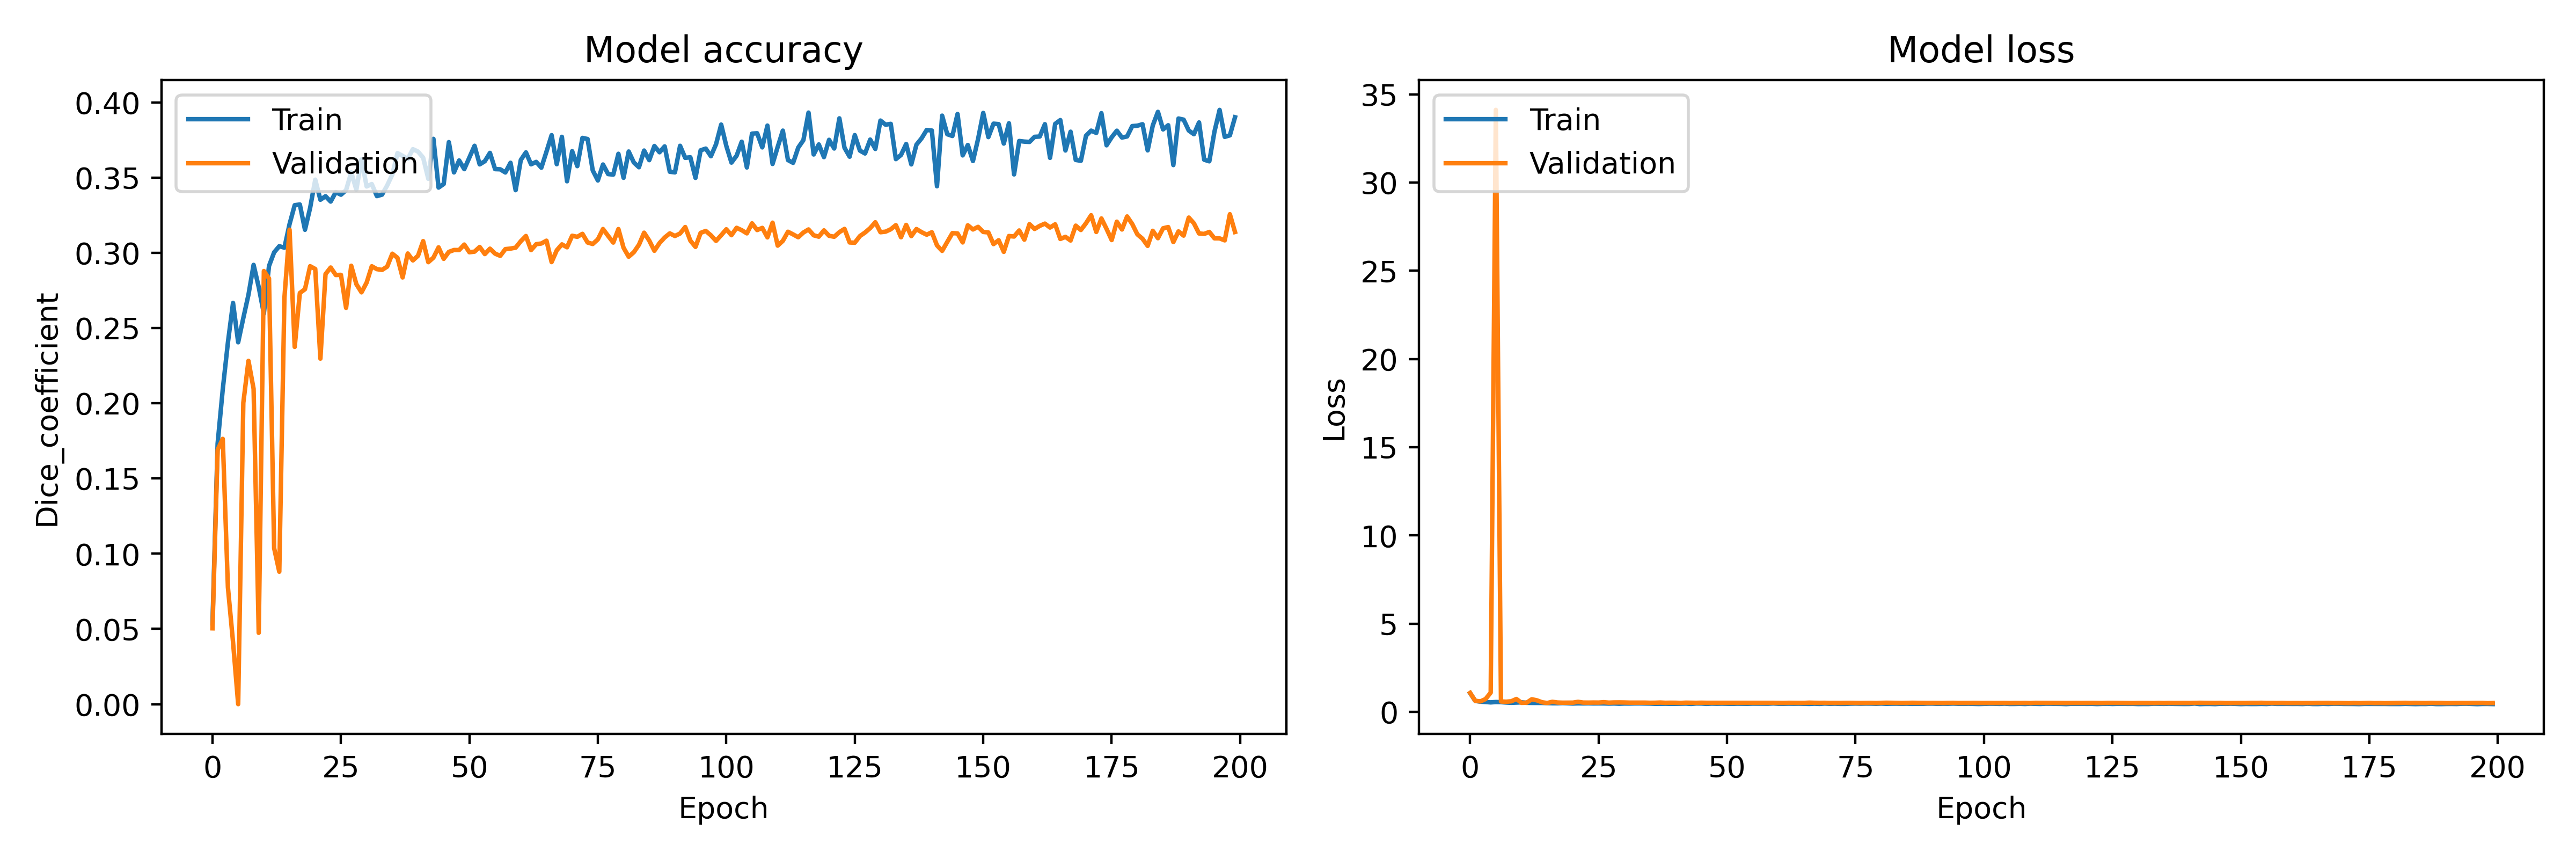 Model accuracy
Train
Validation
0.40
0.35
0.30
0.25
0.20
0.15
0.10
0.05
0.00
Dice_coefficient
0 25 50 75 100 125 150 175 200
Epoch
Model loss
Train
Validation
35
30
25
20
15
10
5
0
Loss
0 25 50 75 100 125 150 175 200
Epoch